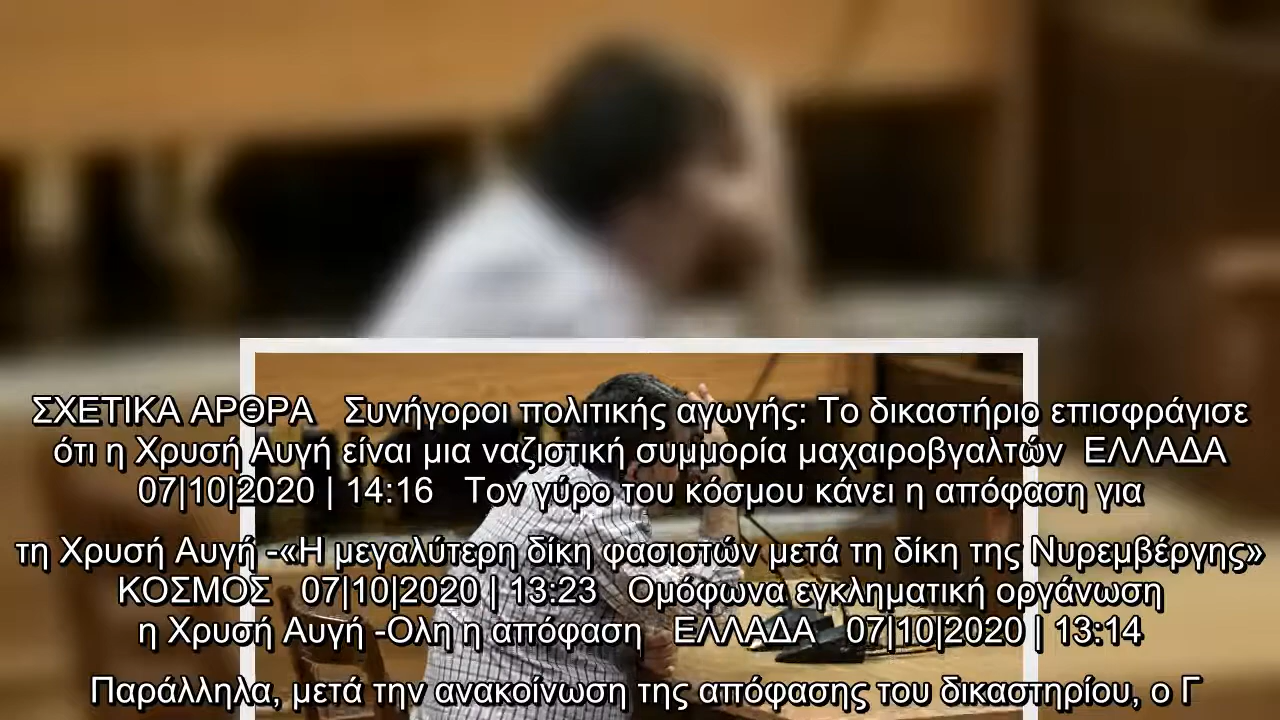 ΣΧΕΤΙΚΑ ΑΡΘΡΑ   Συνήγοροι πολιτικής αγωγής: Το δικαστήριο επισφράγισε
ότι η Χρυσή Αυγή είναι μια ναζιστική συμμορία μαχαιροβγαλτών  ΕΛΛΑΔΑ
07|10|2020 | 14:16   Τον γύρο του κόσμου κάνει η απόφαση για
τη Χρυσή Αυγή -«Η μεγαλύτερη δίκη φασιστών μετά τη δίκη της Νυρεμβέργης»
ΚΟΣΜΟΣ   07|10|2020 | 13:23   Ομόφωνα εγκληματική οργάνωση
η Χρυσή Αυγή -Ολη η απόφαση   ΕΛΛΑΔΑ   07|10|2020 | 13:14
Παράλληλα, μετά την ανακοίνωση της απόφασης του δικαστηρίου, ο Γ